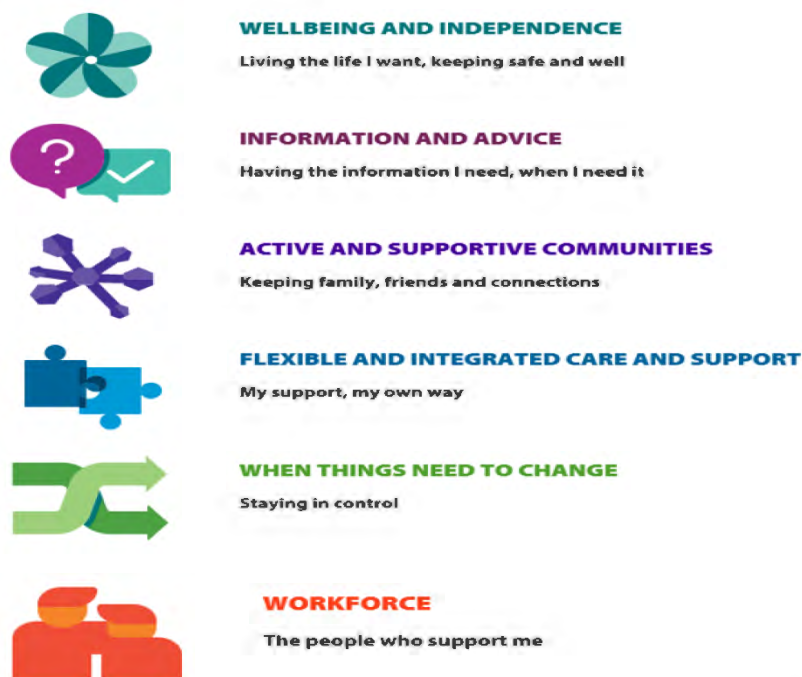 WELLBEING AND INDEPENDENCE
Living the life I want, keeping safe and well
?
INFORMATION AND ADVICE
Having the information I need, when I need it
ACTIVE AND SUPPORTIVE COMMUNITIES
Keeping family, friends and connections
FLEXIBLE AND INTEGRATED CARE AND SUPPORT
My support, my own way
WHEN THINGS NEED TO CHANGE
Staying in control
WORKFORCE
The people who support me